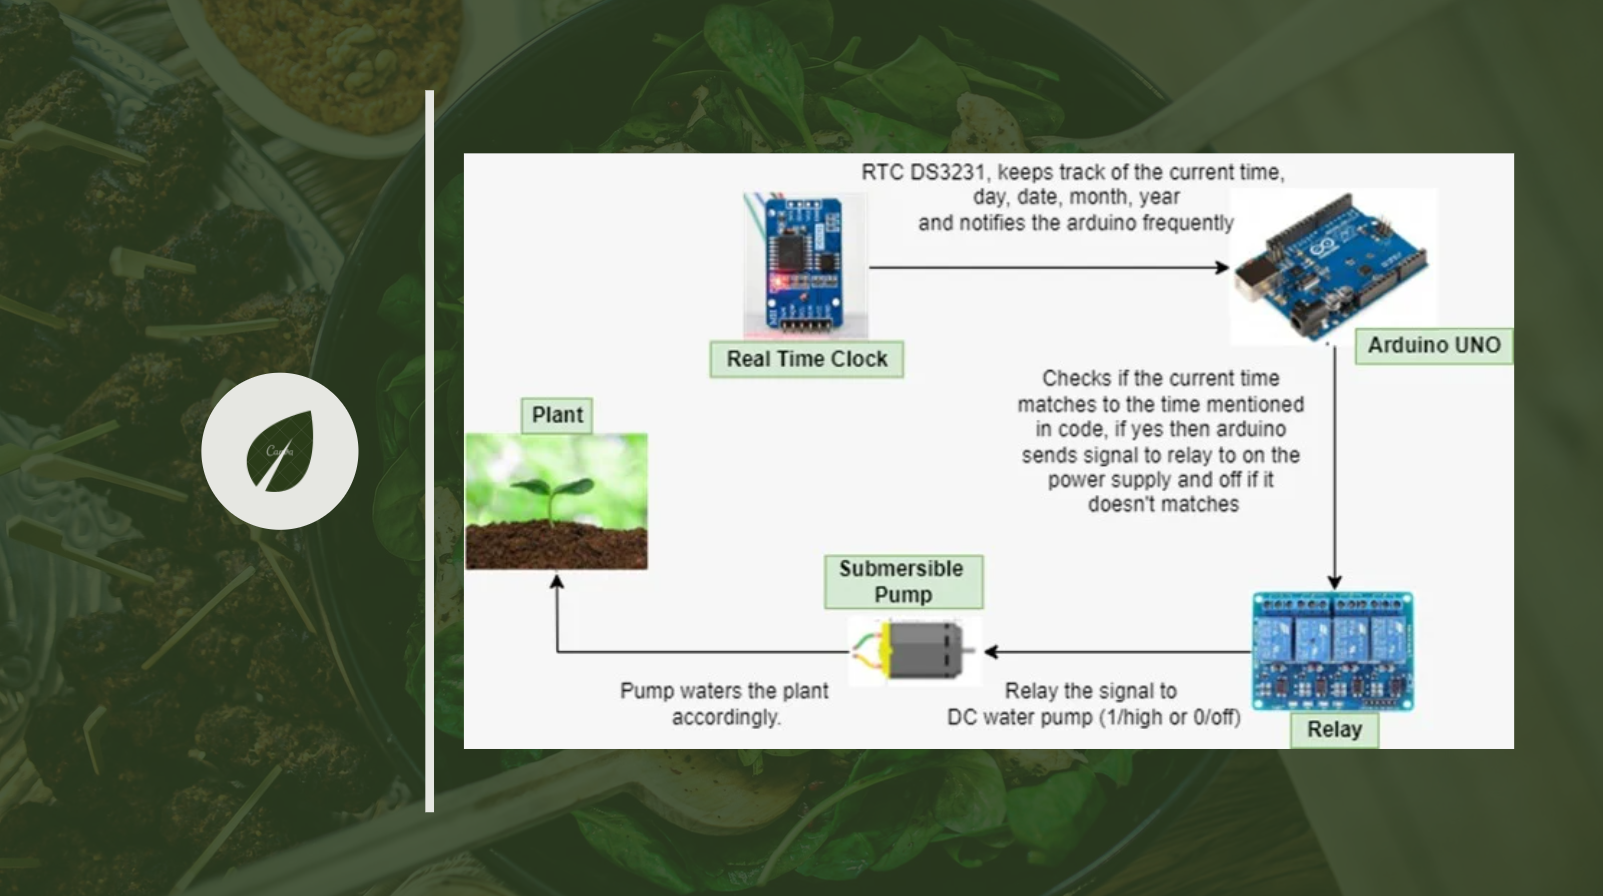 RTC DS3231, keeps track of the current time,
day, date, month, year
and notifies the arduino frequently
Real Time Clock
Arduino UNO
Checks if the current time
matches to the time mentioned
in code, if yes then arduino
sends signal to relay to on the
power supply and off if it
doesn't matches
Plant
Canva
Submersible
Pump
Pump waters the plant
accordingly.
Relay the signal to
DC water pump (1/high or 0/off)
Relay